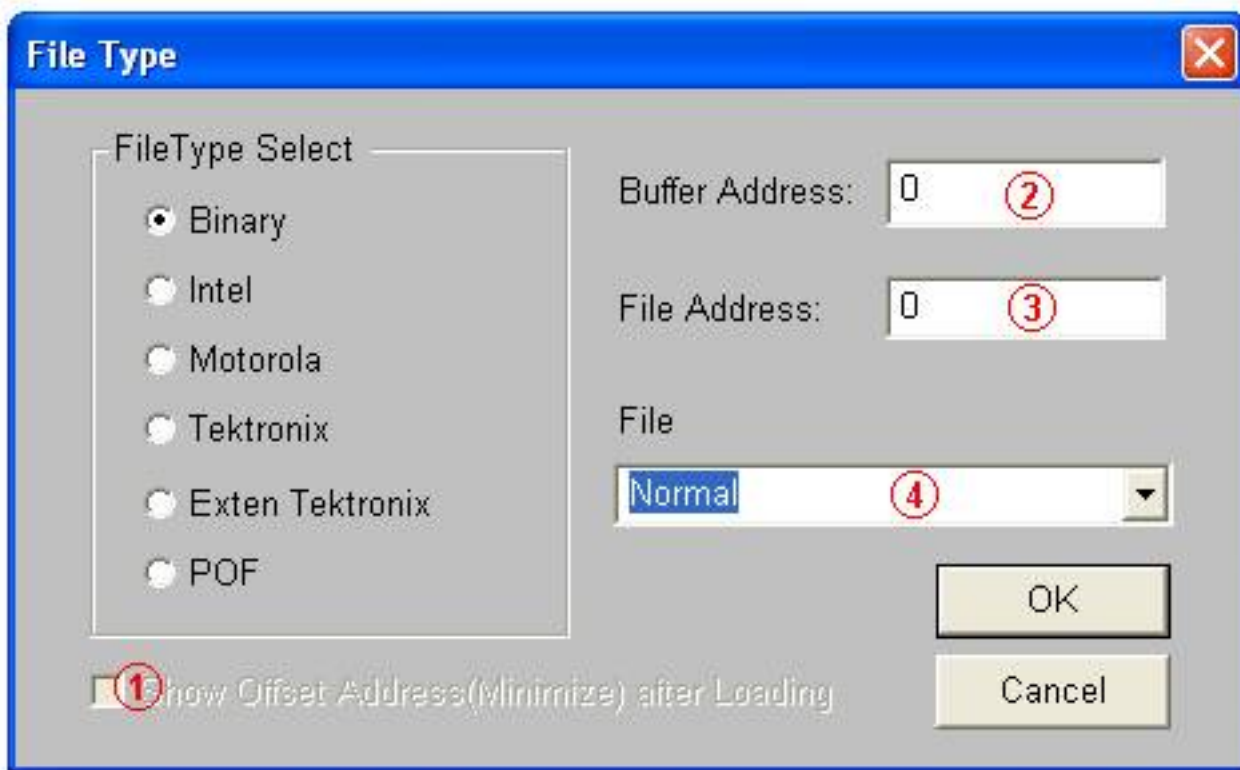 File Type
FileType Select
Binary
Intel
Motorola
Tektronix
Exten Tektronix
POF
Buffer Address: 0 ②
File Address: 0 ③
File
Normal ④
OK
Cancel
① Show Offset Address(Minimize) after Loading